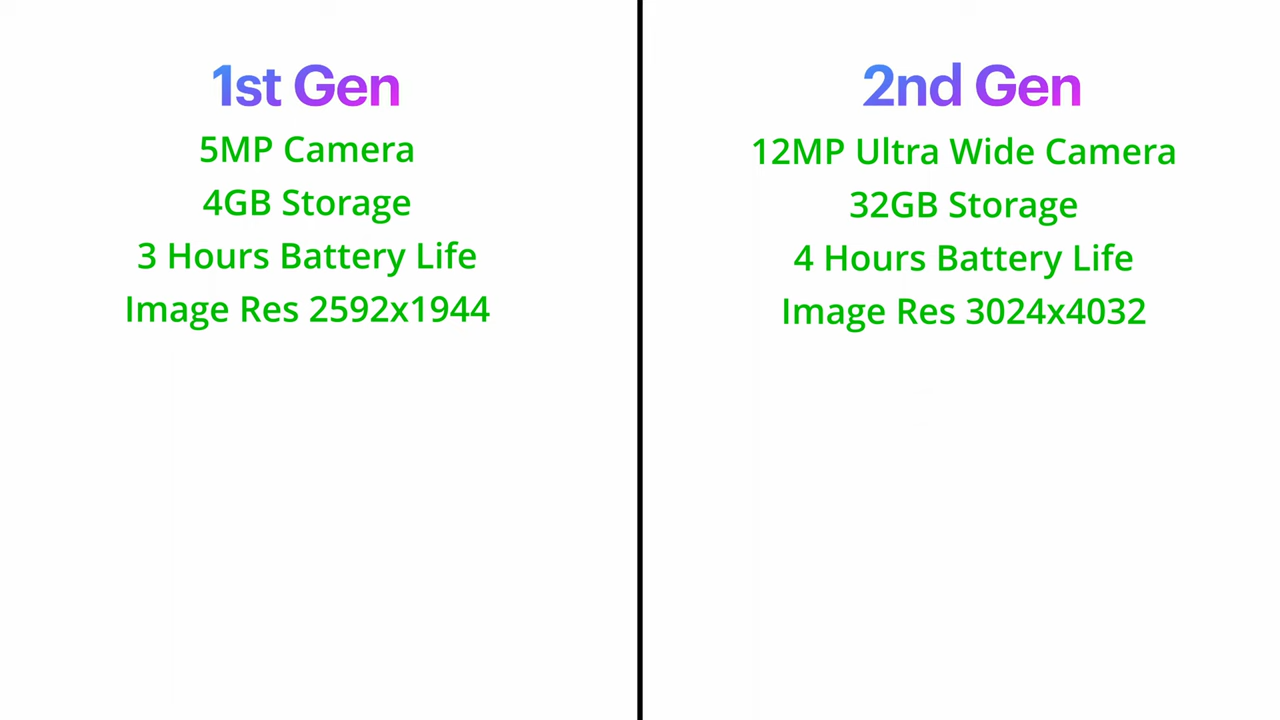 1st Gen
5MP Camera
4GB Storage
3 Hours Battery Life
Image Res 2592x1944
2nd Gen
12MP Ultra Wide Camera
32GB Storage
4 Hours Battery Life
Image Res 3024x4032